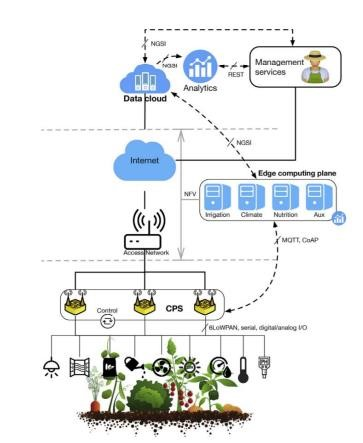 NGSI
NGSI
Management
services
REST
Analytics
Data cloud
NGSI
Internet
Edge computing plane
NFV
Irrigation
Climate
Nutrition
Aux
Access Network
MQTT, CoAP
CPS
Control
6LoWPAN, serial, digital/analog I/O